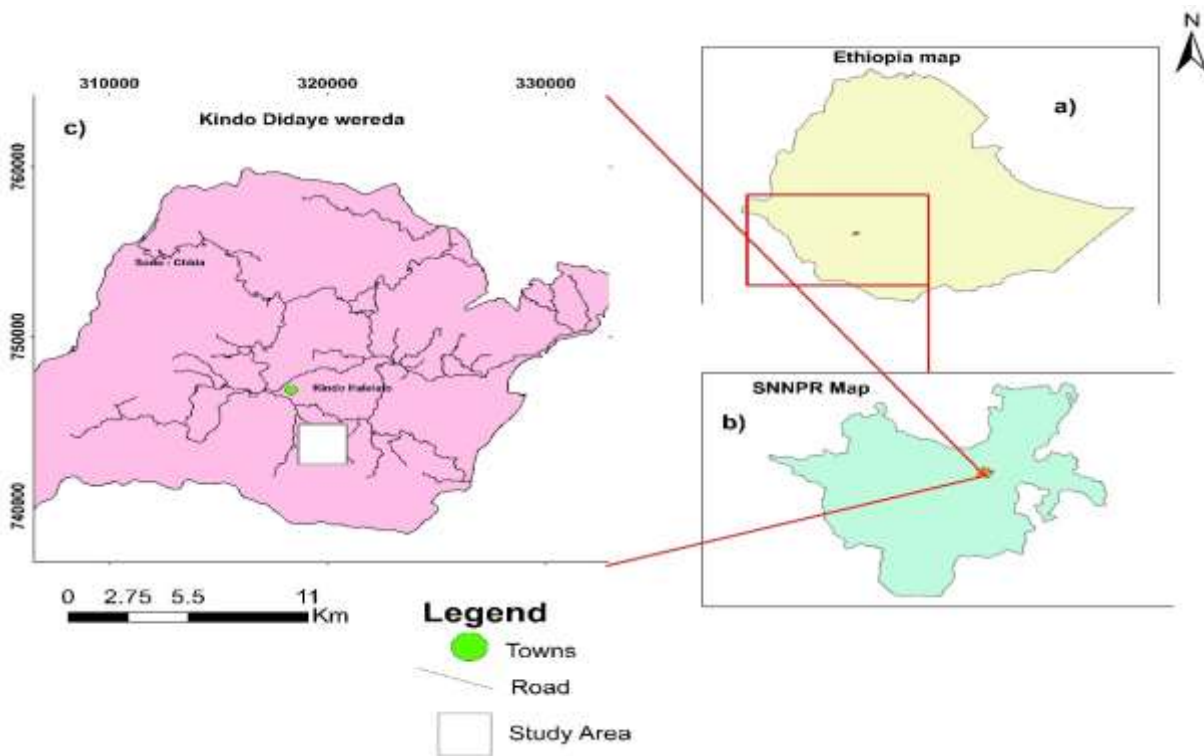 N
Ethiopia map
a)
310000 320000 330000
c)
Kindo Didaye wereda
760000
750000
740000
Kindo
SNNPR Map
b)
0 2.75 5.5 11
Km
Legend
Towns
Road
Study Area